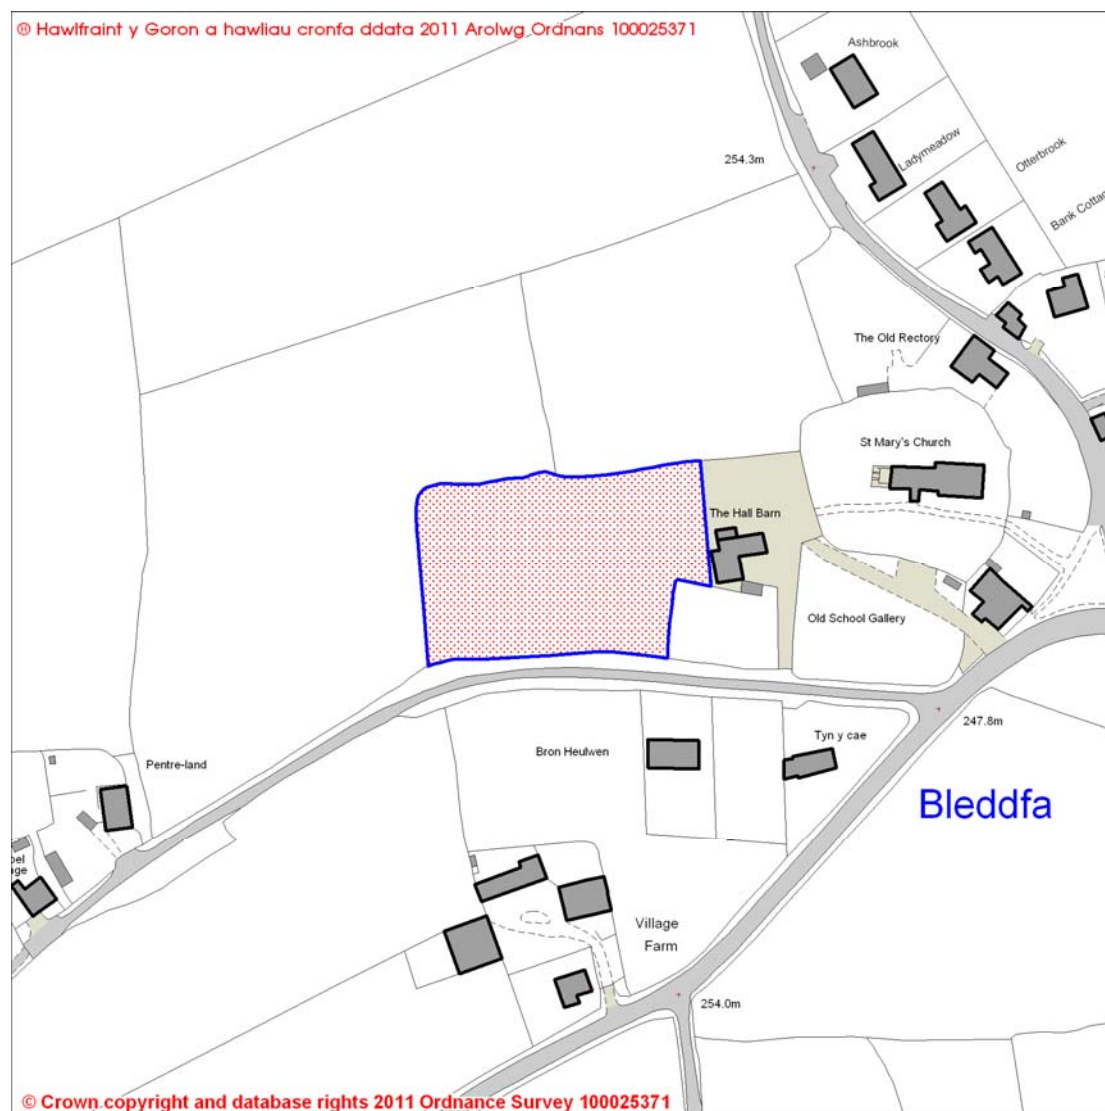 ® Hawlfraint y Goron a hawliau cronfa ddata 2011 Arolwg Ordnans 100025371
Ashbrook
Ladymeadow
254.3m
Otterbrook
Bank Cottag
The Old Rectory
St Mary's Church
The Hall Barn
Old School Gallery
247.8m
Tyn y cae
Bron Heulwen
Pentre-land
Bleddfa
pel
age
Village
Farm
254.0m
© Crown copyright and database rights 2011 Ordnance Survey 100025371